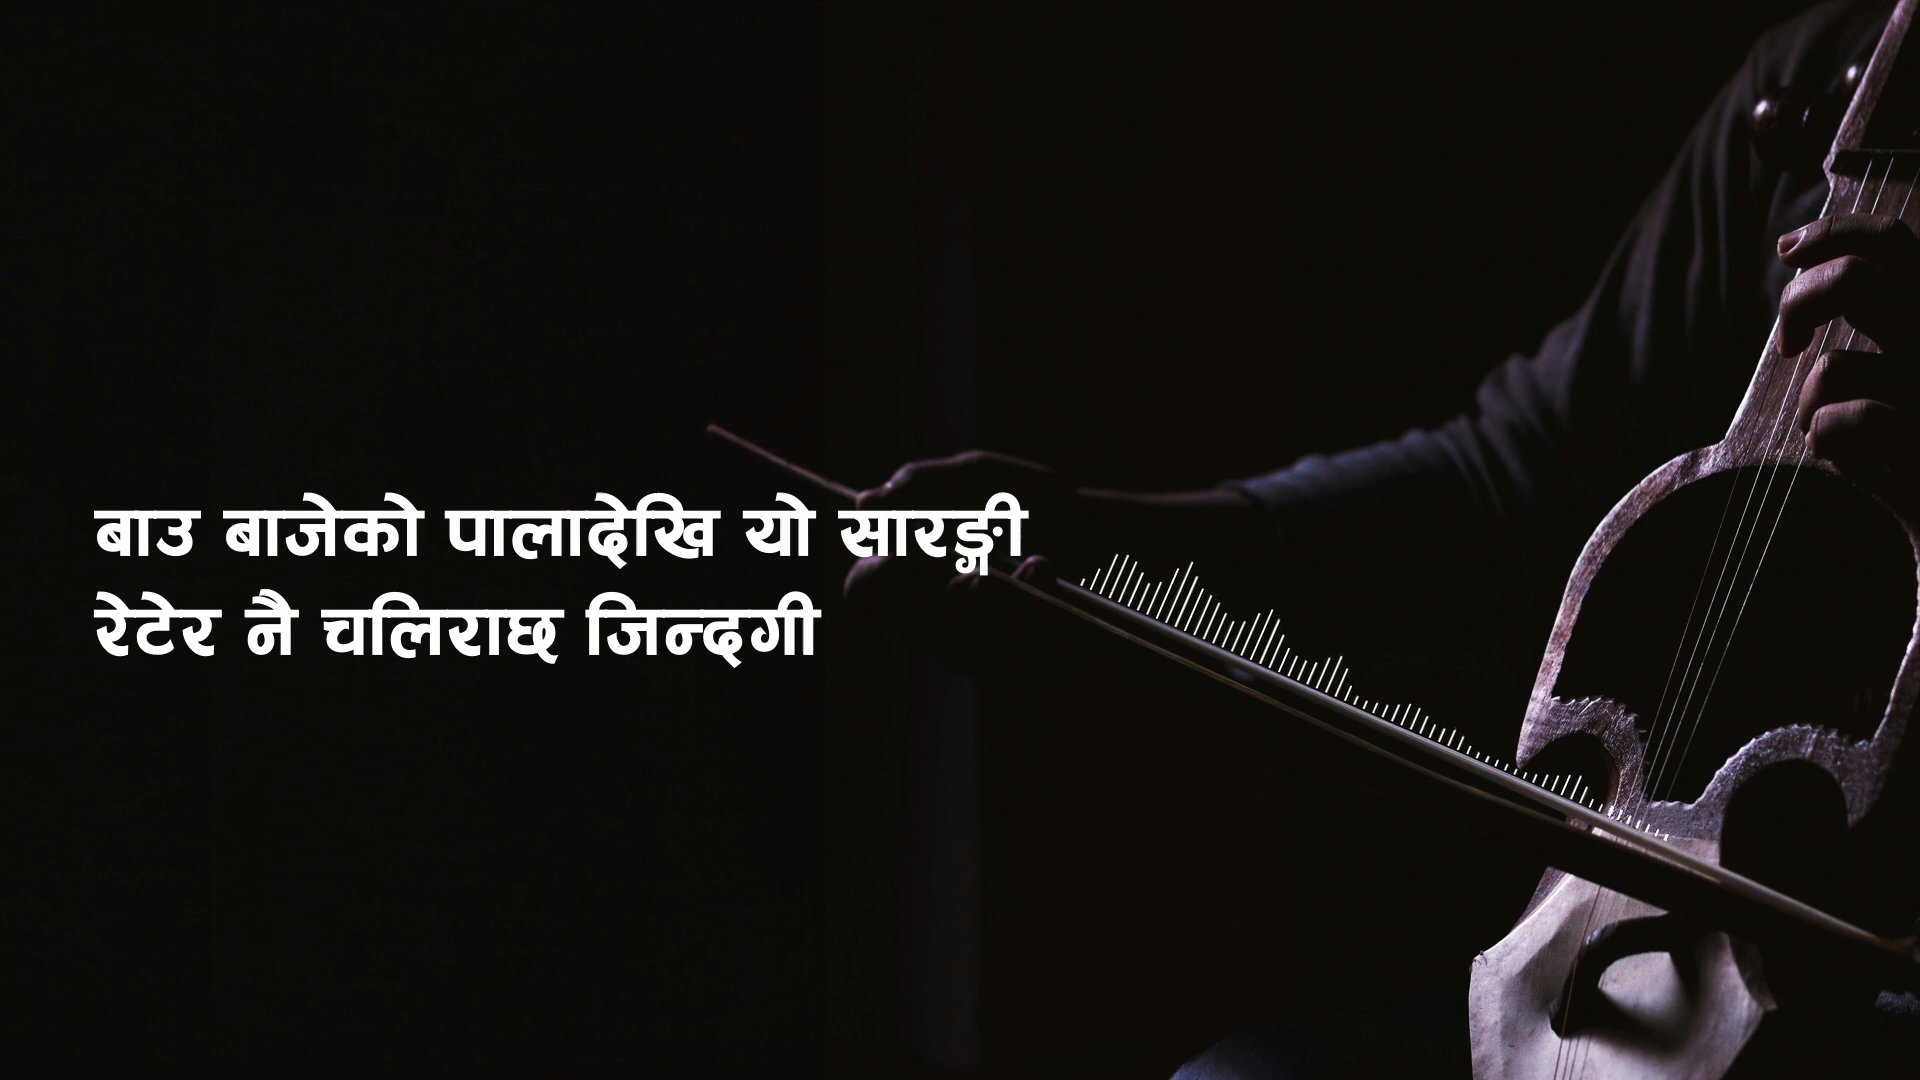 बाउ बाजेको पालादेखि यो सारङ्गी
रेटेर नै चलिराछ जिन्दगी